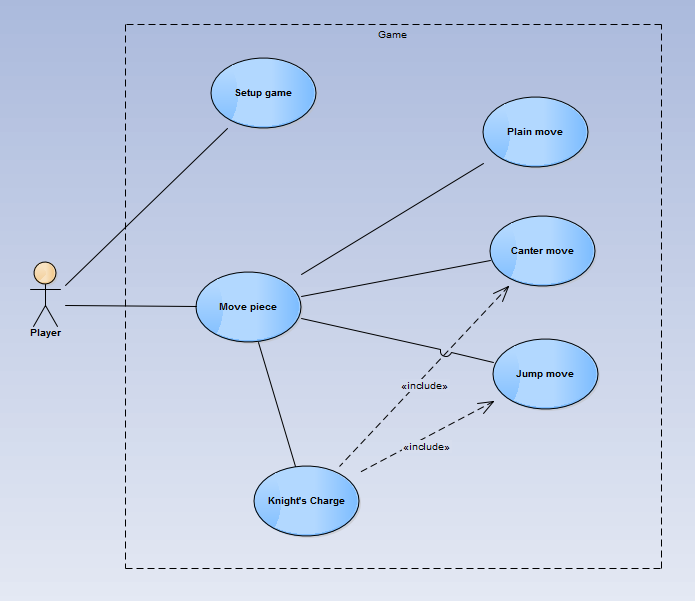 Game
Setup game
Plain move
Canter move
Move piece
Player
Jump move
«include»
«include»
Knight's Charge